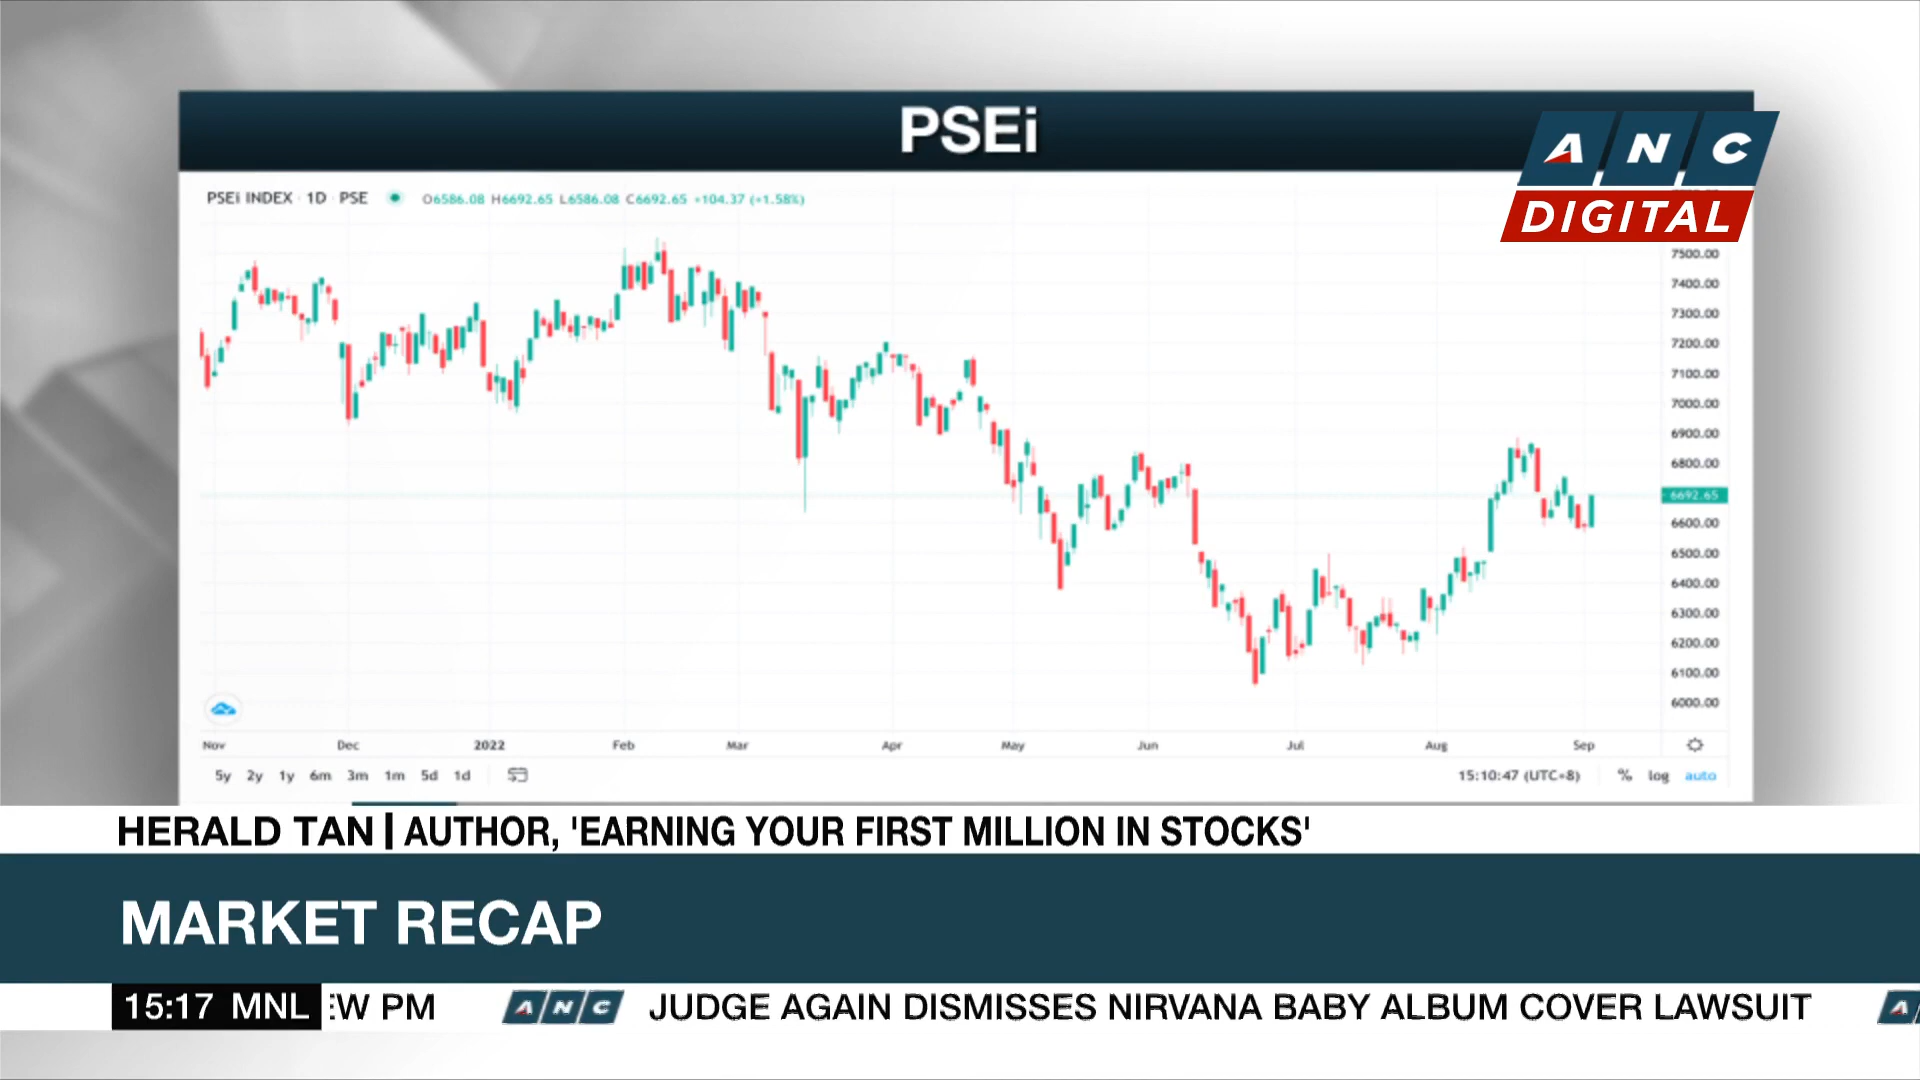 PSEi
ANC
DIGITAL
PSEi INDEX · 1D · PSE O6586.08 H6692.65 L6586.08 C6692.65 +104.37 (+1.58%)
7500.00
7400.00
7300.00
7200.00
7100.00
7000.00
6900.00
6800.00
6692.65
6600.00
6500.00
6400.00
6300.00
6200.00
6100.00
6000.00
Nov Dec 2022 Feb Mar Apr May Jun Jul Aug Sep
5y 2y 1y 6m 3m 1m 5d 1d 15:10:47 (UTC+8) % log auto
HERALD TAN | AUTHOR, 'EARNING YOUR FIRST MILLION IN STOCKS'
MARKET RECAP
15:17 MNL EW PM ANC JUDGE AGAIN DISMISSES NIRVANA BABY ALBUM COVER LAWSUIT A